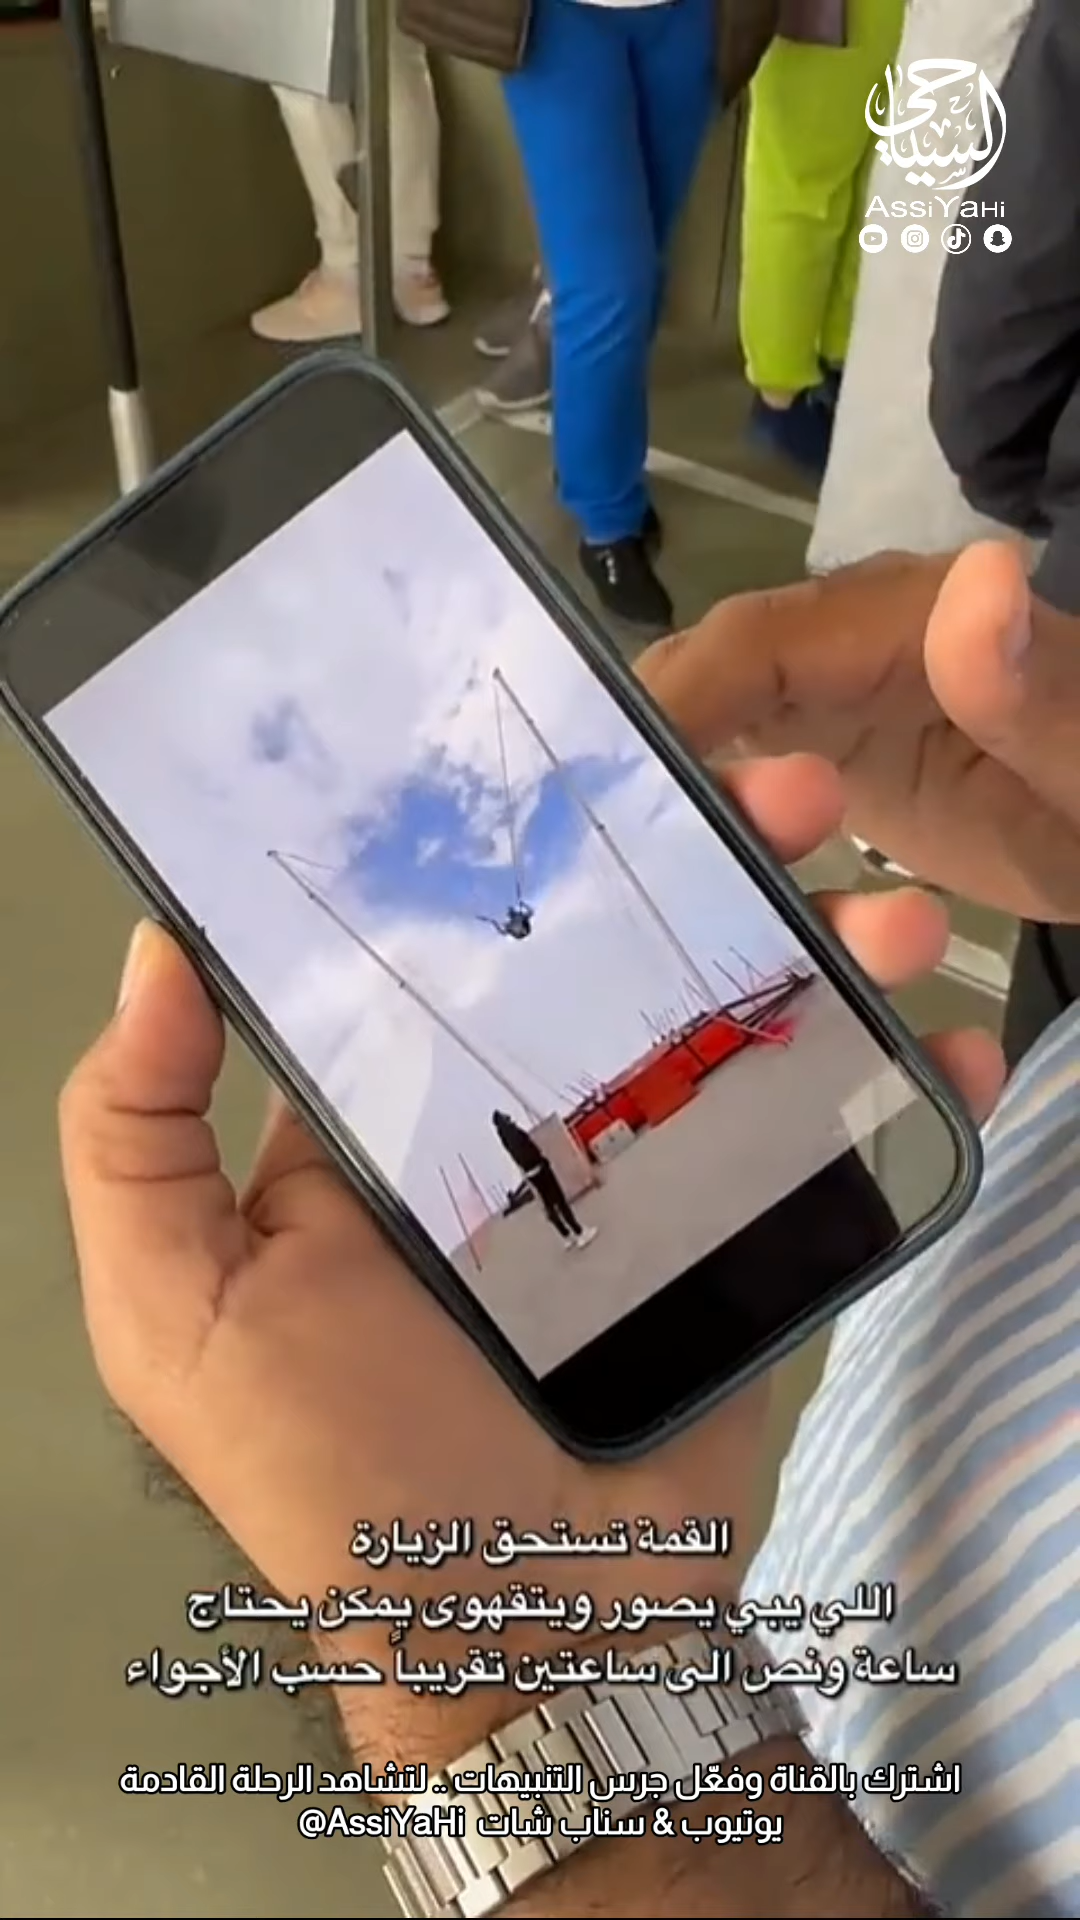 السياحي
AssiYaHi
القمة تستحق الزيارة
اللي يبي يصور ويتقهوى يمكن يحتاج
ساعة ونص الى ساعتين تقريباً حسب الأجواء
اشترك بالقناة وفعّل جرس التنبيهات .. لتشاهد الرحلة القادمة
يوتيوب & سناب شات @AssiYaHi